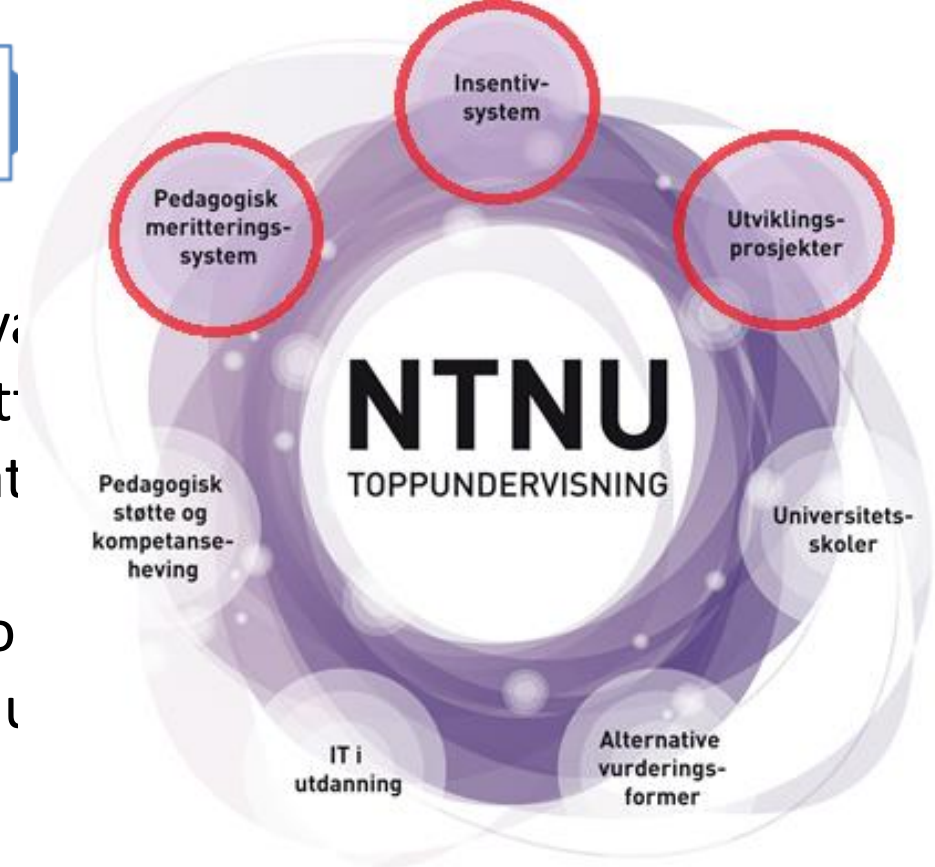 Insentiv-
system
Pedagogisk
meritterings-
system
Utviklings-
prosjekter
NTNU
TOPPUNDERVISNING
Pedagogisk
støtte og
kompetanse-
heving
Universitets-
skoler
IT i
utdanning
Alternative
vurderings-
former